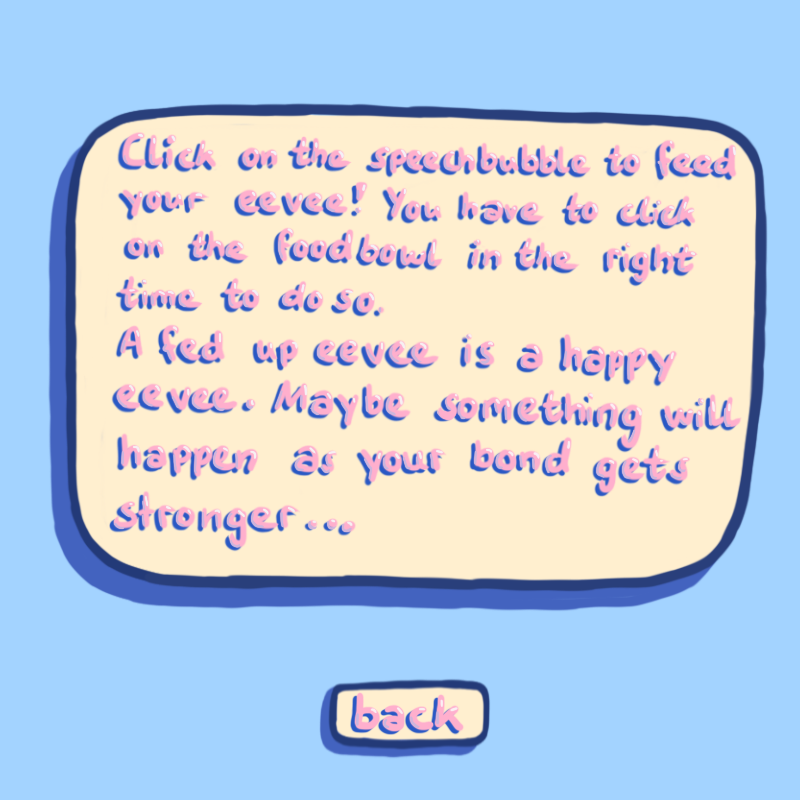 Click on the speechbubble to feed
your eevee! You have to click
on the foodbowl in the right
time to do so.
A fed up eevee is a happy
eevee. Maybe something will
happen as your bond gets
stronger...
back